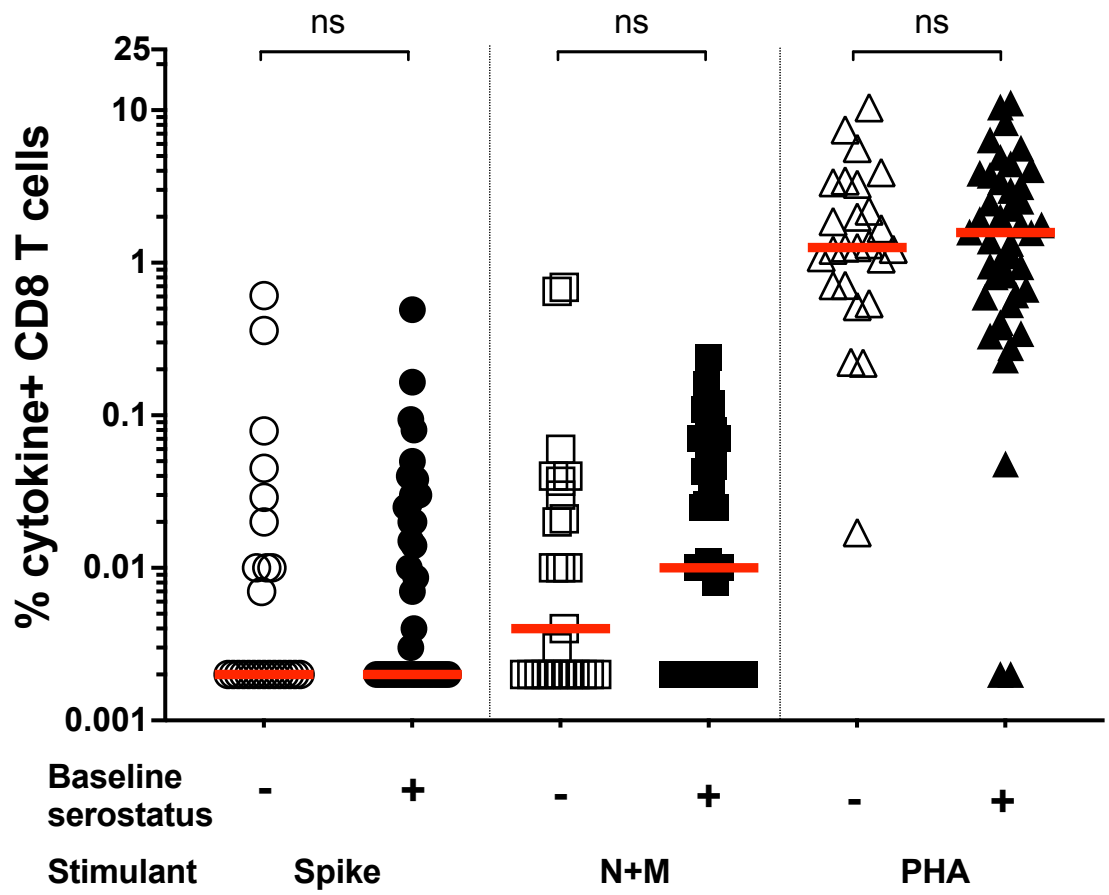 ns ns ns
% cytokine+ CD8 T cells
25
10
1
0.1
0.01
0.001
Baseline serostatus - + - + - +
Stimulant Spike N+M PHA